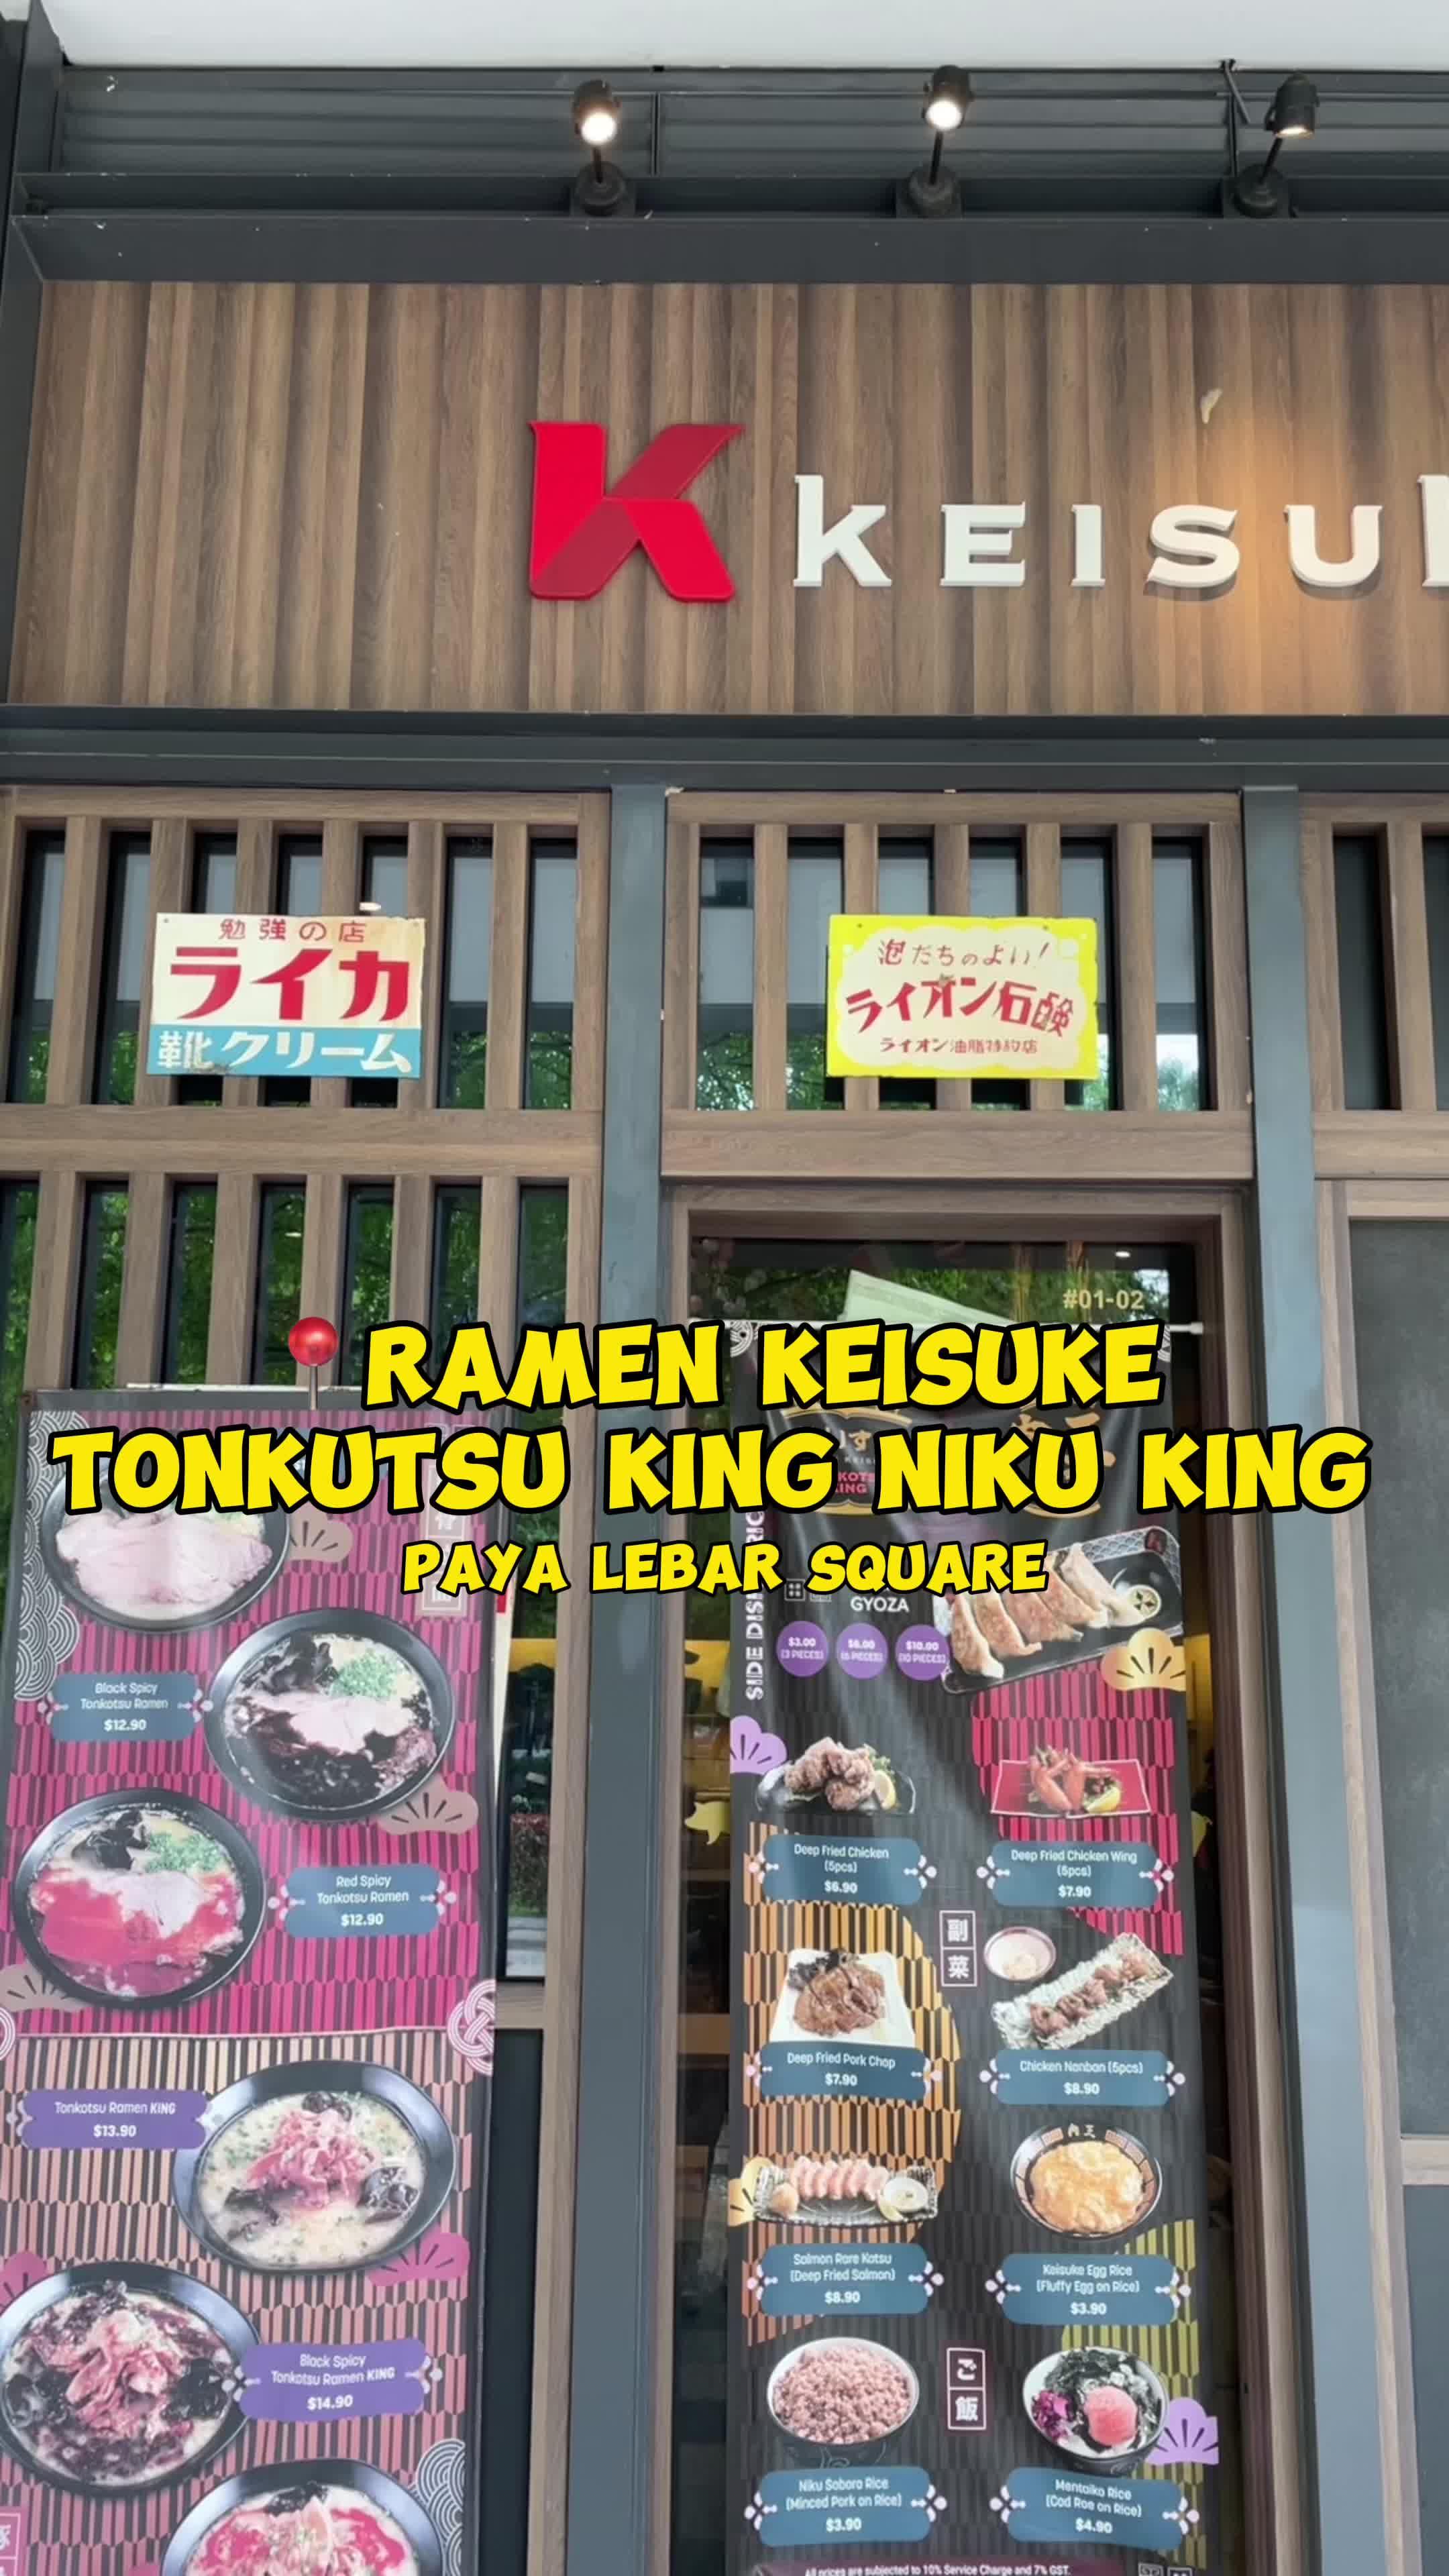 K KEISU
勉強の店
ライカ
靴クリーム
泡だちのよい!
ライオン石鹸
ライオン油脂特約店
#01-02
📍RAMEN KEISUKE
TONKUTSU KING NIKU KING
PAYA LEBAR SQUARE
GYOZA
$3.00
(3 PIECES)
$6.00
(6 PIECES)
$10.00
(10 PIECES)
Black Spicy
Tonkotsu Ramen
$12.90
Red Spicy
Tonkotsu Ramen
$12.90
Tonkotsu Ramen KING
$13.90
Black Spicy
Tonkotsu Ramen KING
$14.90
Deep Fried Chicken
(5pcs)
$6.90
Deep Fried Chicken Wing
(5pcs)
$7.90
副菜
Deep Fried Pork Chop
$7.90
Chicken Nanban (5pcs)
$8.90
肉王
Salmon Rare Katsu
(Deep Fried Salmon)
$8.90
Keisuke Egg Rice
(Fluffy Egg on Rice)
$3.90
ご飯
Niku Soboro Rice
(Minced Pork on Rice)
$3.90
Mentaiko Rice
(Cod Roe on Rice)
$4.90
All prices are subjected to 10% Service Charge and 7% GST.